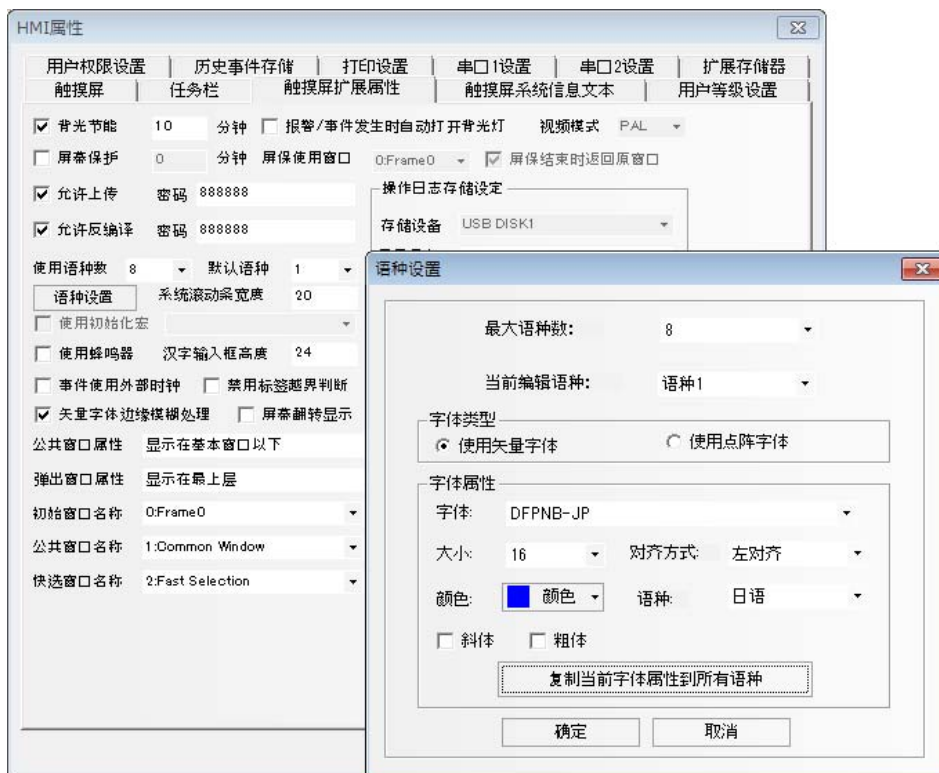 HMI属性
用户权限设置 历史事件存储 打印设置 串口1设置 串口2设置 扩展存储器
触摸屏 任务栏 触摸屏扩展属性 触摸屏系统信息文本 用户等级设置
背光节能 10 分钟 报警/事件发生时自动打开背光灯 视频模式 PAL
屏幕保护 0 分钟 屏保使用窗口 0:Frame0 屏保结束时返回原窗口
允许上传 密码 888888
操作日志存储设定
允许反编译 密码 888888
存储设备 USB DISK1
使用语种数 8 默认语种 1
语种设置 系统滚动条宽度 20
使用初始化宏
使用蜂鸣器 汉字输入框高度 24
事件使用外部时钟 禁用标签越界判断
矢量字体边缘模糊处理 屏幕翻转显示
公共窗口属性 显示在基本窗口以下
弹出窗口属性 显示在最上层
初始窗口名称 0:Frame0
公共窗口名称 1:Common Window
快选窗口名称 2:Fast Selection
语种设置
最大语种数: 8
当前编辑语种: 语种1
字体类型
使用矢量字体 使用点阵字体
字体属性
字体: DFPNB-JP
大小: 16 对齐方式: 左对齐
颜色: 颜色 语种: 日语
斜体 粗体
复制当前字体属性到所有语种
确定 取消